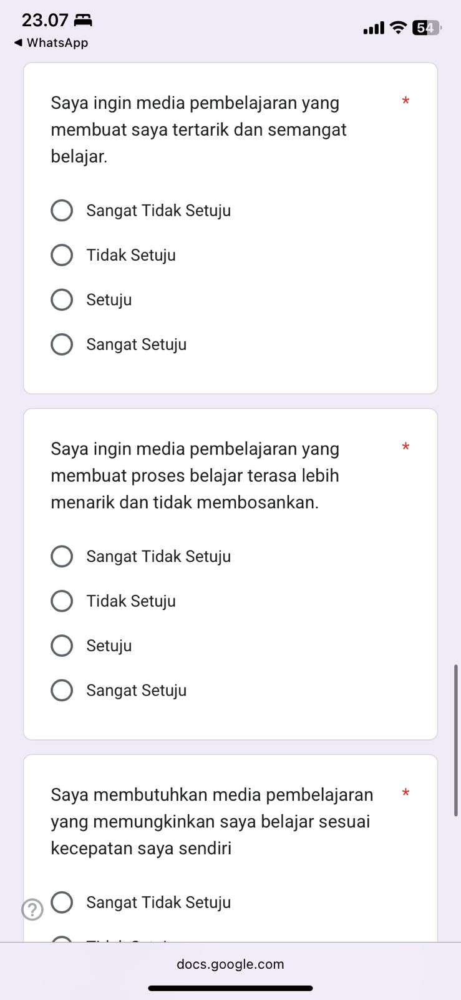 23.07
WhatsApp
54
Saya ingin media pembelajaran yang *
membuat saya tertarik dan semangat
belajar.
Sangat Tidak Setuju
Tidak Setuju
Setuju
Sangat Setuju
Saya ingin media pembelajaran yang *
membuat proses belajar terasa lebih
menarik dan tidak membosankan.
Sangat Tidak Setuju
Tidak Setuju
Setuju
Sangat Setuju
Saya membutuhkan media pembelajaran *
yang memungkinkan saya belajar sesuai
kecepatan saya sendiri
Sangat Tidak Setuju
docs.google.com